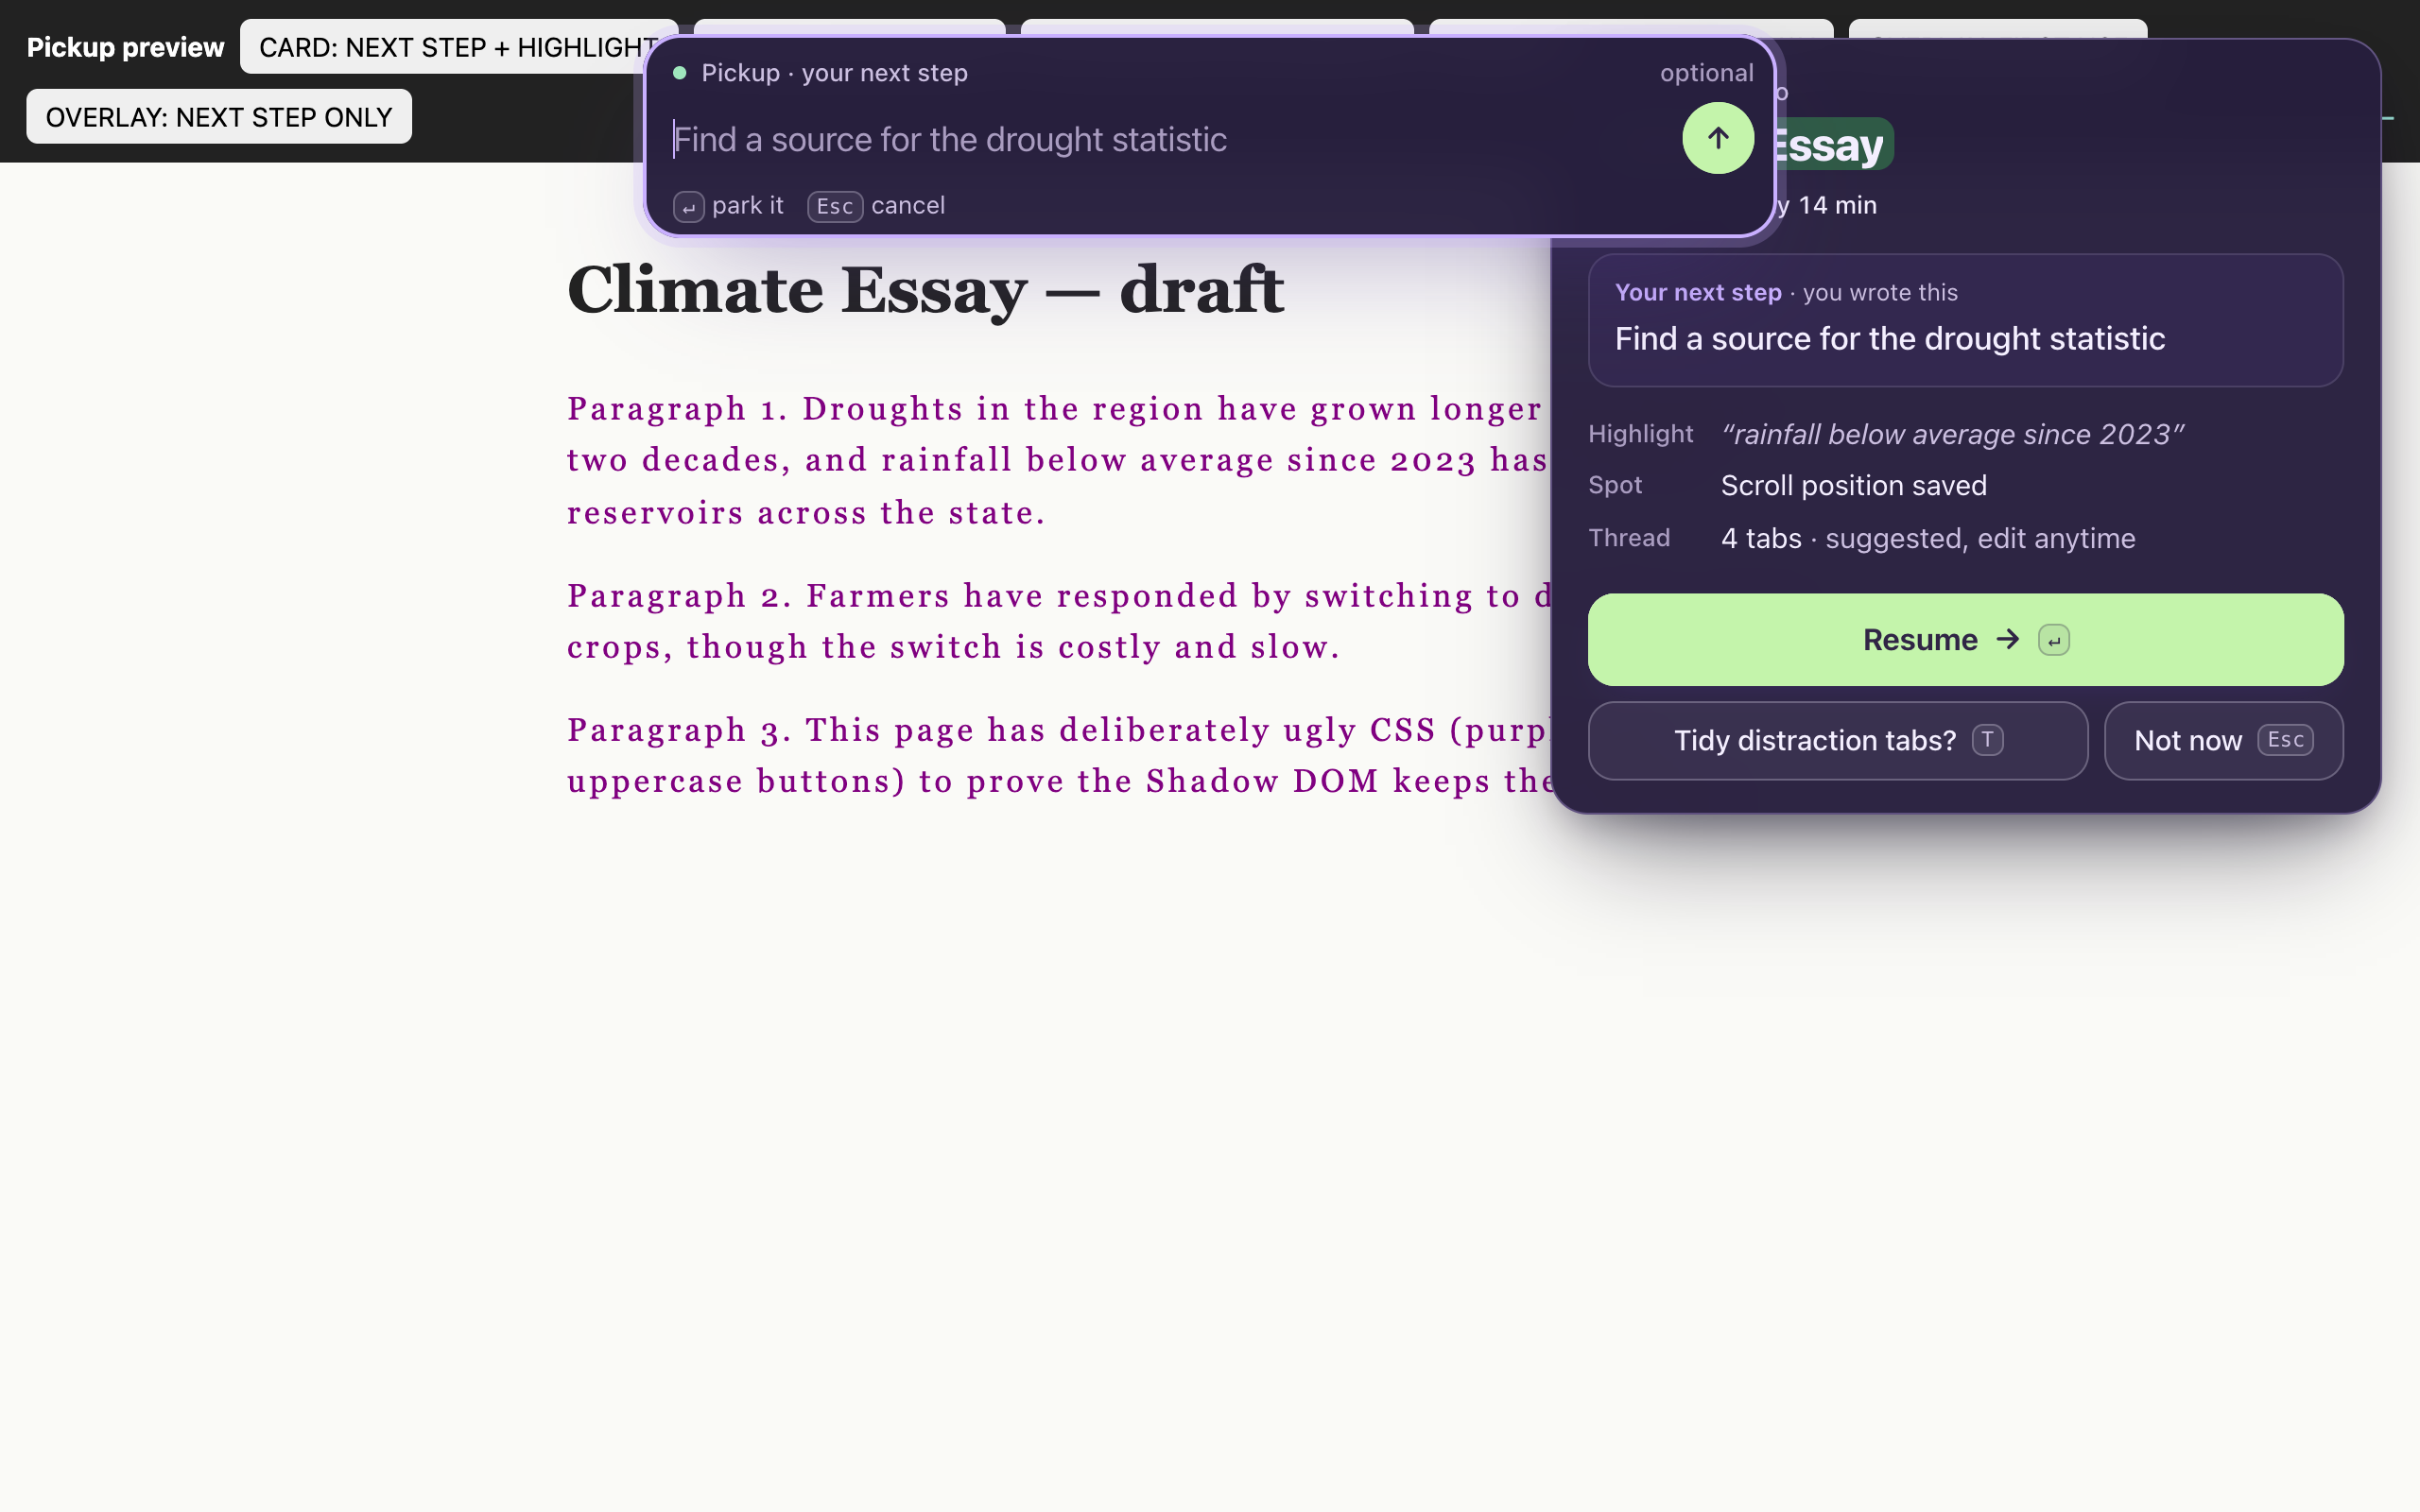 Pickup preview
CARD: NEXT STEP + HIGHLIGHT
OVERLAY: NEXT STEP ONLY
Pickup · your next step
optional
Find a source for the drought statistic
↵ park it Esc cancel
Essay
14 min
Your next step · you wrote this
Find a source for the drought statistic
Highlight “rainfall below average since 2023”
Spot Scroll position saved
Thread 4 tabs · suggested, edit anytime
Resume → ↵
Tidy distraction tabs? T
Not now Esc
Climate Essay — draft
Paragraph 1. Droughts in the region have grown longer
two decades, and rainfall below average since 2023 has
reservoirs across the state.
Paragraph 2. Farmers have responded by switching to
crops, though the switch is costly and slow.
Paragraph 3. This page has deliberately ugly CSS (purpl
uppercase buttons) to prove the Shadow DOM keeps the